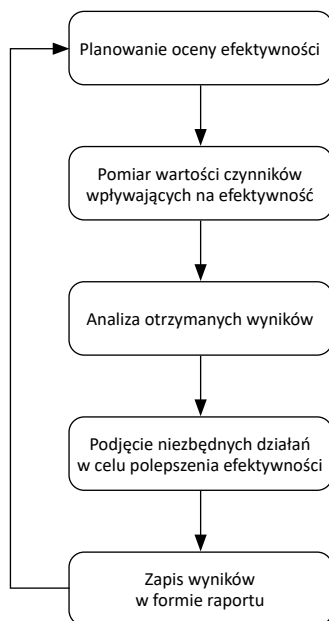 Planowanie oceny efektywności
Pomiar wartości czynników
wpływających na efektywność
Analiza otrzymanych wyników
Podjęcie niezbędnych działań
w celu polepszenia efektywności
Zapis wyników
w formie raportu